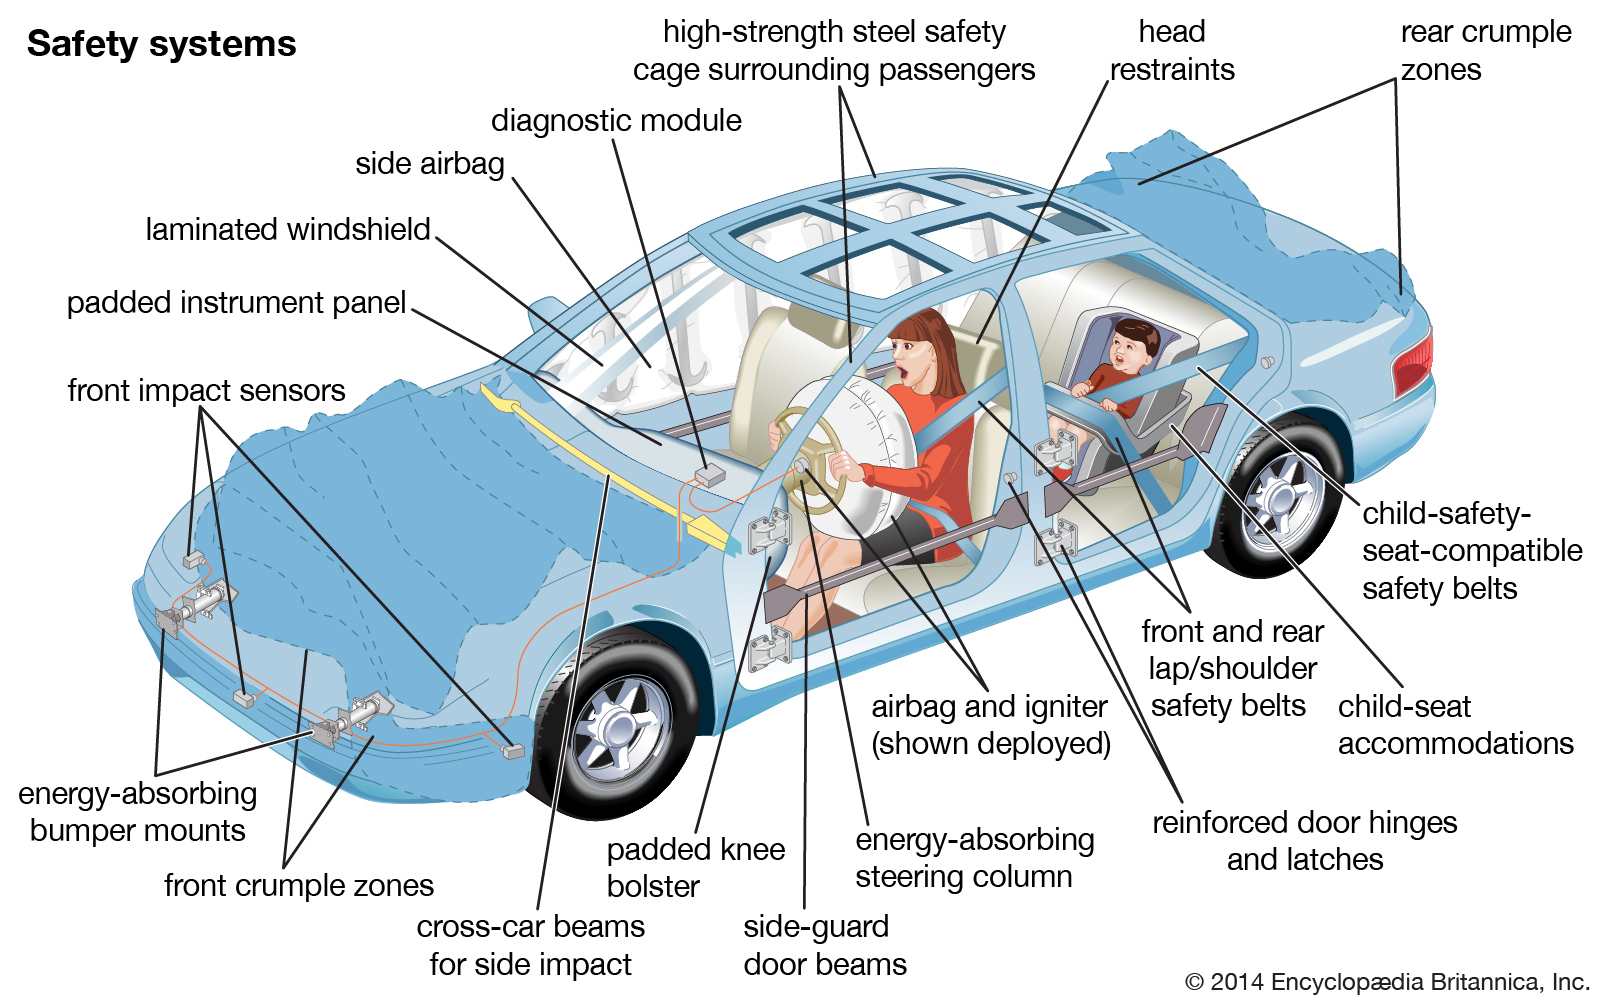 Safety systems
high-strength steel safety
cage surrounding passengers
head
restraints
rear crumple
zones
diagnostic module
side airbag
laminated windshield
padded instrument panel
front impact sensors
child-safety-
seat-compatible
safety belts
front and rear
lap/shoulder
safety belts
airbag and igniter
(shown deployed)
child-seat
accommodations
energy-absorbing
bumper mounts
reinforced door hinges
and latches
padded knee
bolster
energy-absorbing
steering column
front crumple zones
cross-car beams
for side impact
side-guard
door beams
© 2014 Encyclopædia Britannica, Inc.